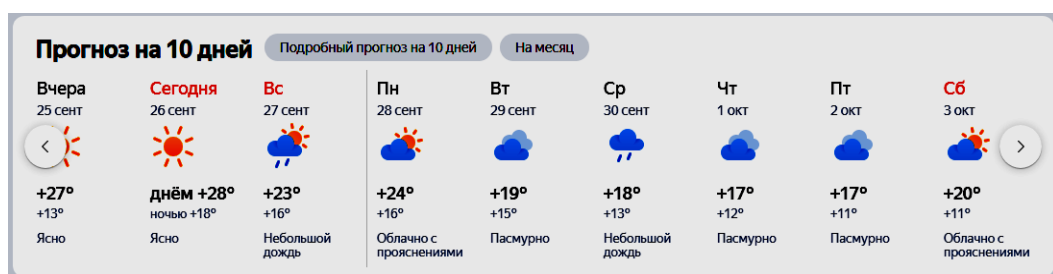 Прогноз на 10 дней Подробный прогноз на 10 дней На месяц
Вчера Сегодня Вс Пн Вт Ср Чт Пт Сб
25 сент 26 сент 27 сент 28 сент 29 сент 30 сент 1 окт 2 окт 3 окт
+27° днём +28° +23° +24° +19° +18° +17° +17° +20°
+13° ночью +18° +16° +16° +15° +13° +12° +11° +11°
Ясно Ясно Небольшой Облачно с Пасмурно Небольшой Пасмурно Пасмурно Облачно с
дождь прояснениями дождь прояснениями